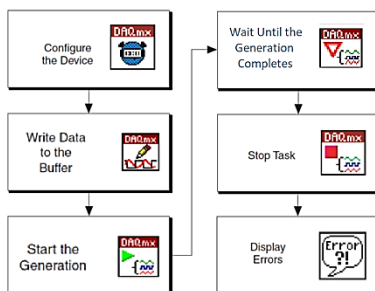 Configure
the Device
DAQmx
Write Data
to the
Buffer
DAQmx
Start the
Generation
DAQmx
Wait Until the
Generation
Completes
DAQmx
Stop Task
DAQmx
Display
Errors
Error
?!